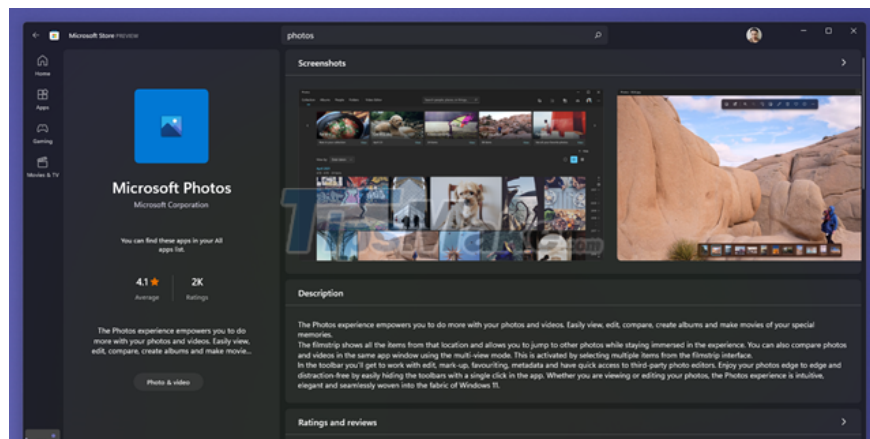 Microsoft Store PREVIEW
photos
Home
Apps
Gaming
Movies & TV
Microsoft Photos
Microsoft Corporation
You can find these apps in your All
apps list.
4.1
2K
Average
Ratings
The Photos experience empowers you to do
more with your photos and videos. Easily view,
edit, compare, create albums and make movie...
Photo & video
Screenshots
TipsMake.com
Description
The Photos experience empowers you to do more with your photos and videos. Easily view, edit, compare, create albums and make movies of your special
memories.
The filmstrip shows all the items from that location and allows you to jump to other photos while staying immersed in the experience. You can also compare photos
and videos in the same app window using the multi-view mode. This is activated by selecting multiple items from the filmstrip interface.
In the toolbar you'll get to work with edit, mark-up, favouriting, metadata and have quick access to third-party photo editors. Enjoy your photos edge to edge and
distraction-free by easily hiding the toolbars with a single click in the app. Whether you are viewing or editing your photos, the Photos experience is intuitive,
elegant and seamlessly woven into the fabric of Windows 11.
Ratings and reviews